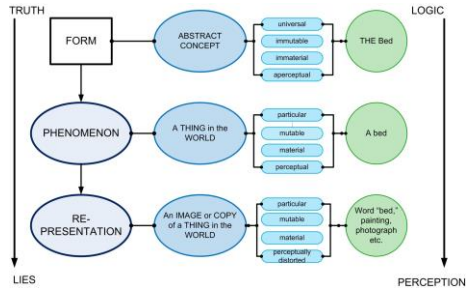 TRUTH
LOGIC
FORM
ABSTRACT
CONCEPT
universal
immutable
immaterial
aperceptual
THE Bed
PHENOMENON
A THING in the
WORLD
particular
mutable
material
perceptual
A bed
RE-
PRESENTATION
An IMAGE or COPY
of a THING in the
WORLD
particular
mutable
material
perceptually
distorted
Word "bed,"
painting,
photograph
etc.
LIES
PERCEPTION